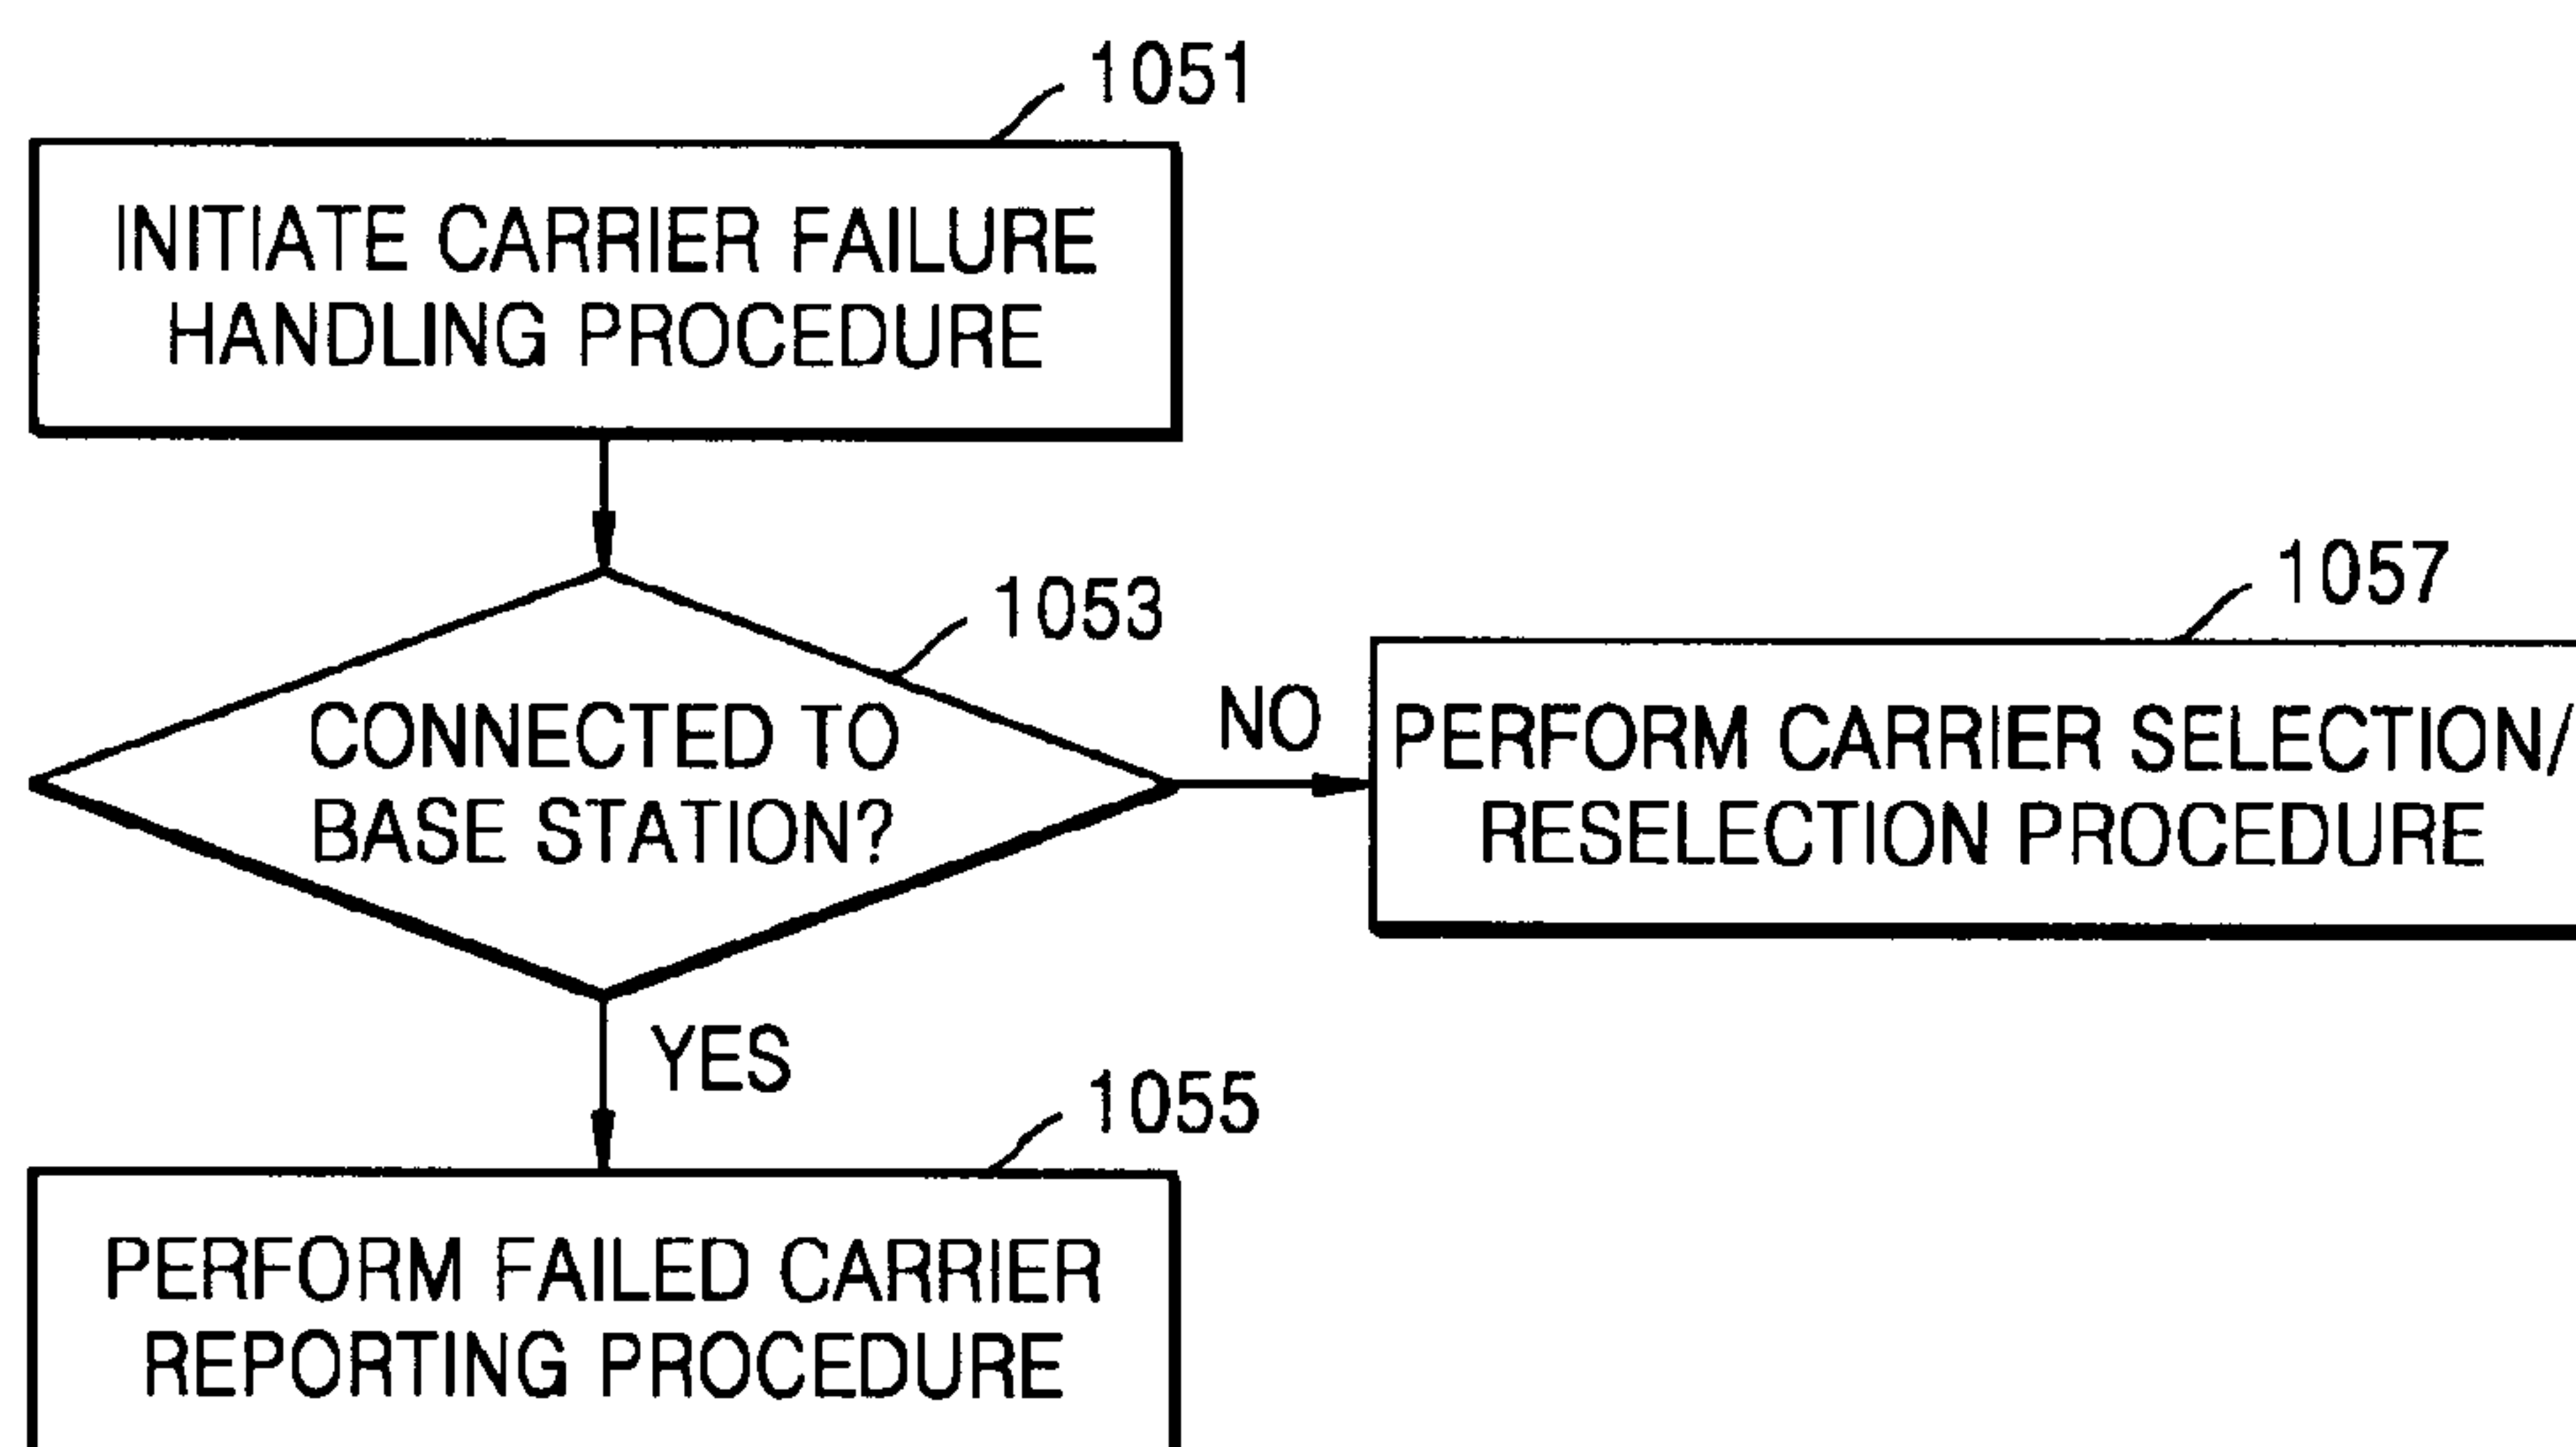 1051
INITIATE CARRIER FAILURE
HANDLING PROCEDURE
1053
CONNECTED TO
BASE STATION?
NO
1057
PERFORM CARRIER SELECTION/
RESELECTION PROCEDURE
YES
1055
PERFORM FAILED CARRIER
REPORTING PROCEDURE